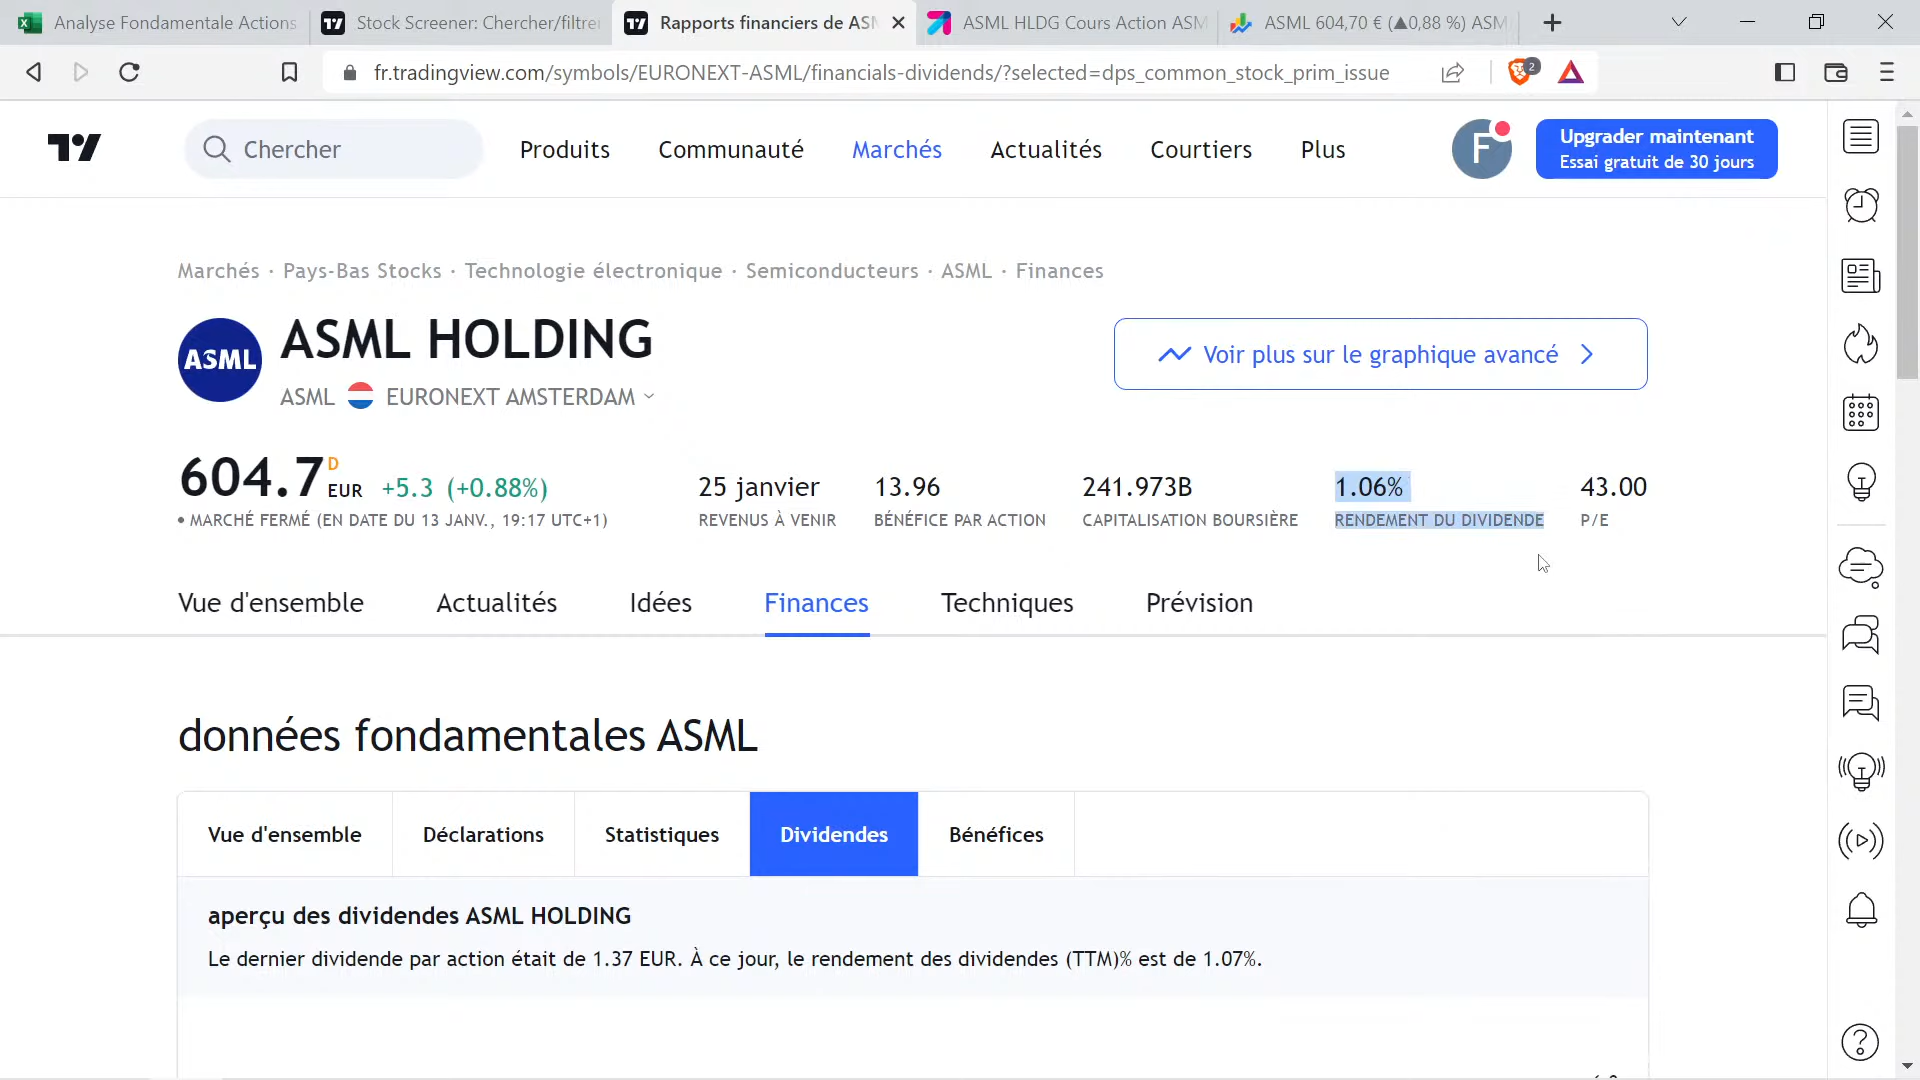 Analyse Fondamentale Actions
Stock Screener: Chercher/filtrer
Rapports financiers de ASM
ASML HLDG Cours Action ASM
ASML 604,70 € (▲0,88 %) ASM
fr.tradingview.com/symbols/EURONEXT-ASML/financials-dividends/?selected=dps_common_stock_prim_issue
2
Chercher
Produits
Communauté
Marchés
Actualités
Courtiers
Plus
F
Upgrader maintenant
Essai gratuit de 30 jours
Marchés · Pays-Bas Stocks · Technologie électronique · Semiconducteurs · ASML · Finances
ASML
ASML HOLDING
ASML EURONEXT AMSTERDAM
Voir plus sur le graphique avancé
604.7 D EUR +5.3 (+0.88%)
• MARCHÉ FERMÉ (EN DATE DU 13 JANV., 19:17 UTC+1)
25 janvier
REVENUS À VENIR
13.96
BÉNÉFICE PAR ACTION
241.973B
CAPITALISATION BOURSIÈRE
1.06%
RENDEMENT DU DIVIDENDE
43.00
P/E
Vue d'ensemble
Actualités
Idées
Finances
Techniques
Prévision
données fondamentales ASML
Vue d'ensemble
Déclarations
Statistiques
Dividendes
Bénéfices
aperçu des dividendes ASML HOLDING
Le dernier dividende par action était de 1.37 EUR. À ce jour, le rendement des dividendes (TTM)% est de 1.07%.